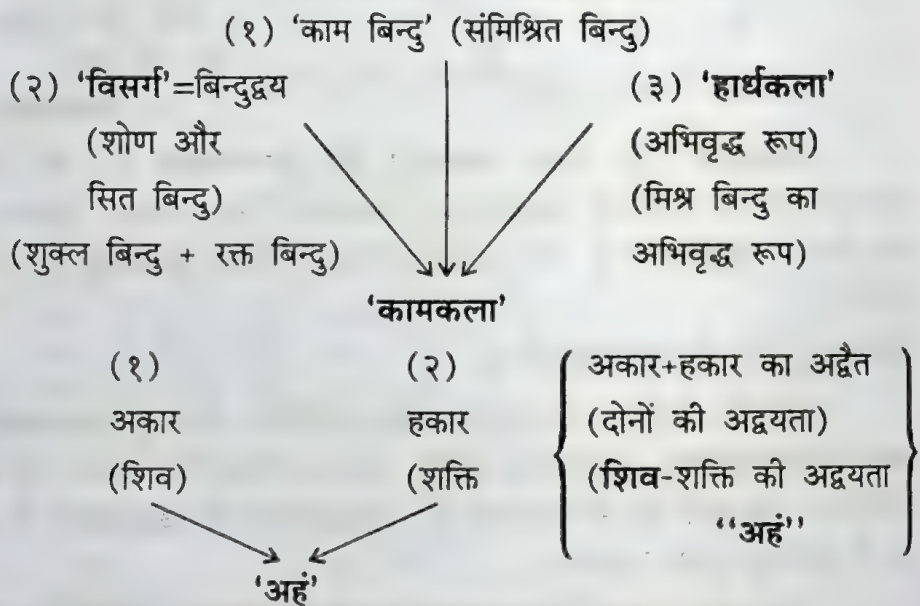 (१) 'काम बिन्दु' (संमिश्रित बिन्दु)
(२) 'विसर्ग'=बिन्दुद्वय
(शोण और
सित बिन्दु)
(शुक्ल बिन्दु + रक्त बिन्दु)
(३) 'हार्धकला'
(अभिवृद्ध रूप)
(मिश्र बिन्दु का
अभिवृद्ध रूप)
'कामकला'
(१)
अकार
(शिव)
(२)
हकार
(शक्ति
'अहं'
अकार+हकार का अद्वैत
(दोनों की अद्वयता)
(शिव-शक्ति की अद्वयता
"अहं"